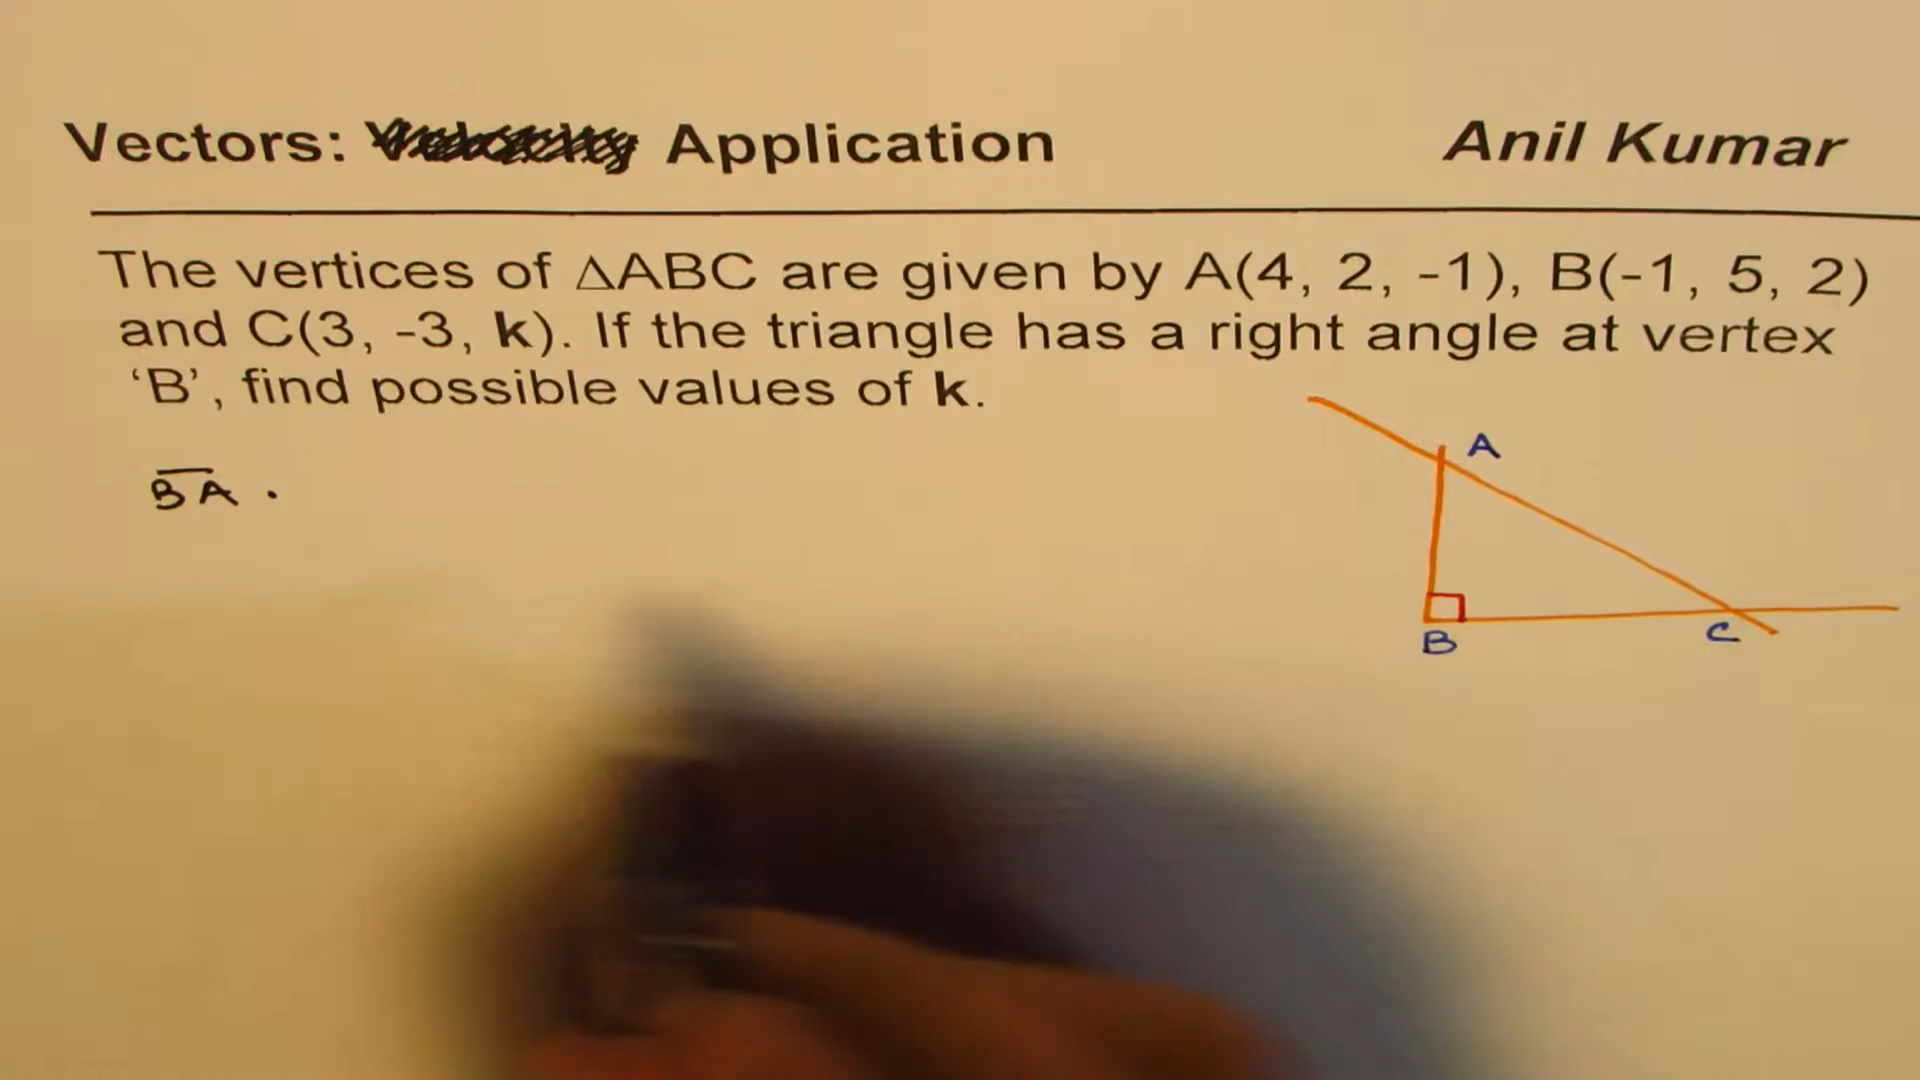 Vectors: Application Anil Kumar
The vertices of ΔABC are given by A(4, 2, -1), B(-1, 5, 2)
and C(3, -3, k). If the triangle has a right angle at vertex
‘B’, find possible values of k.
A
BA .
B
C